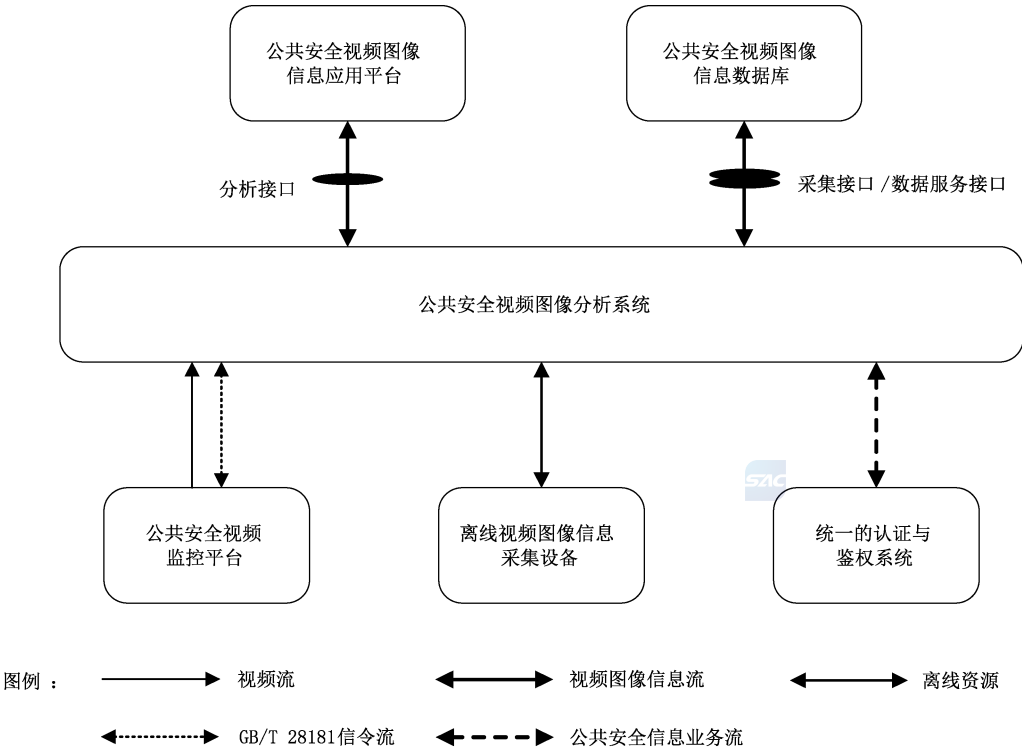 公共安全视频图像
信息应用平台
公共安全视频图像
信息数据库
分析接口
采集接口/数据服务接口
公共安全视频图像分析系统
SAC
公共安全视频
监控平台
离线视频图像信息
采集设备
统一的认证与
鉴权系统
图例：
视频流
视频图像信息流
离线资源
GB/T 28181信令流
公共安全信息业务流